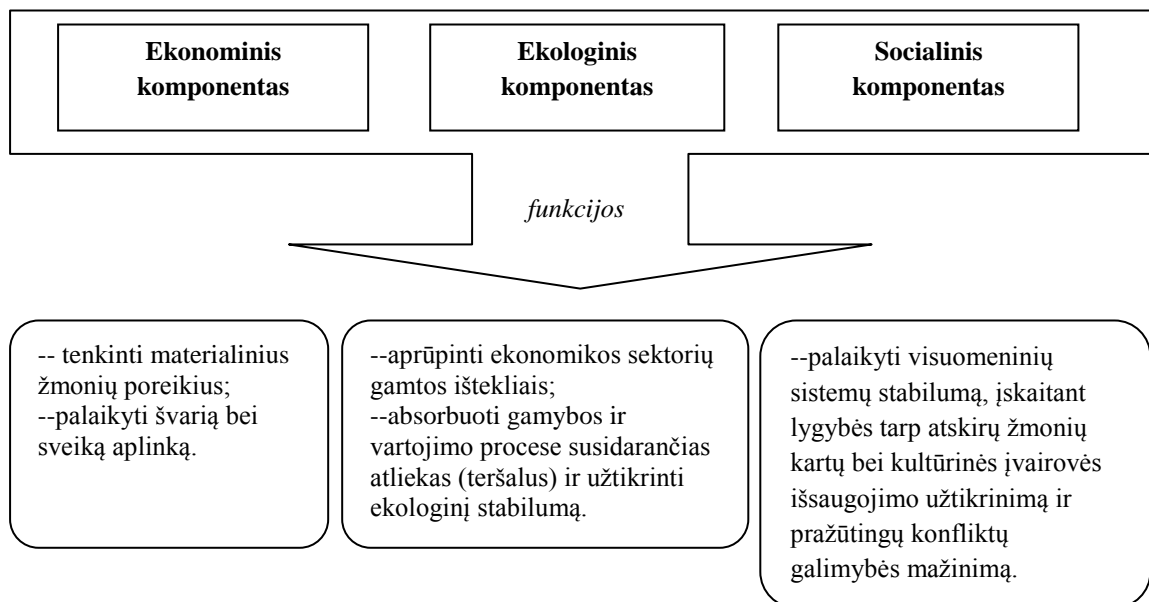 Ekonominis
komponentas
Ekologinis
komponentas
Socialinis
komponentas
funkcijos
-- tenkinti materialinius
žmonių poreikius;
--palaikyti švarią bei
sveiką aplinką.
--aprūpinti ekonomikos sektorių
gamtos ištekliais;
--absorbuoti gamybos ir
vartojimo procese susidarančias
atliekas (teršalus) ir užtikrinti
ekologinį stabilumą.
--palaikyti visuomeninių
sistemų stabilumą, įskaitant
lygybės tarp atskirų žmonių
kartų bei kultūrinės įvairovės
išsaugojimo užtikrinimą ir
pražūtingų konfliktų
galimybės mažinimą.